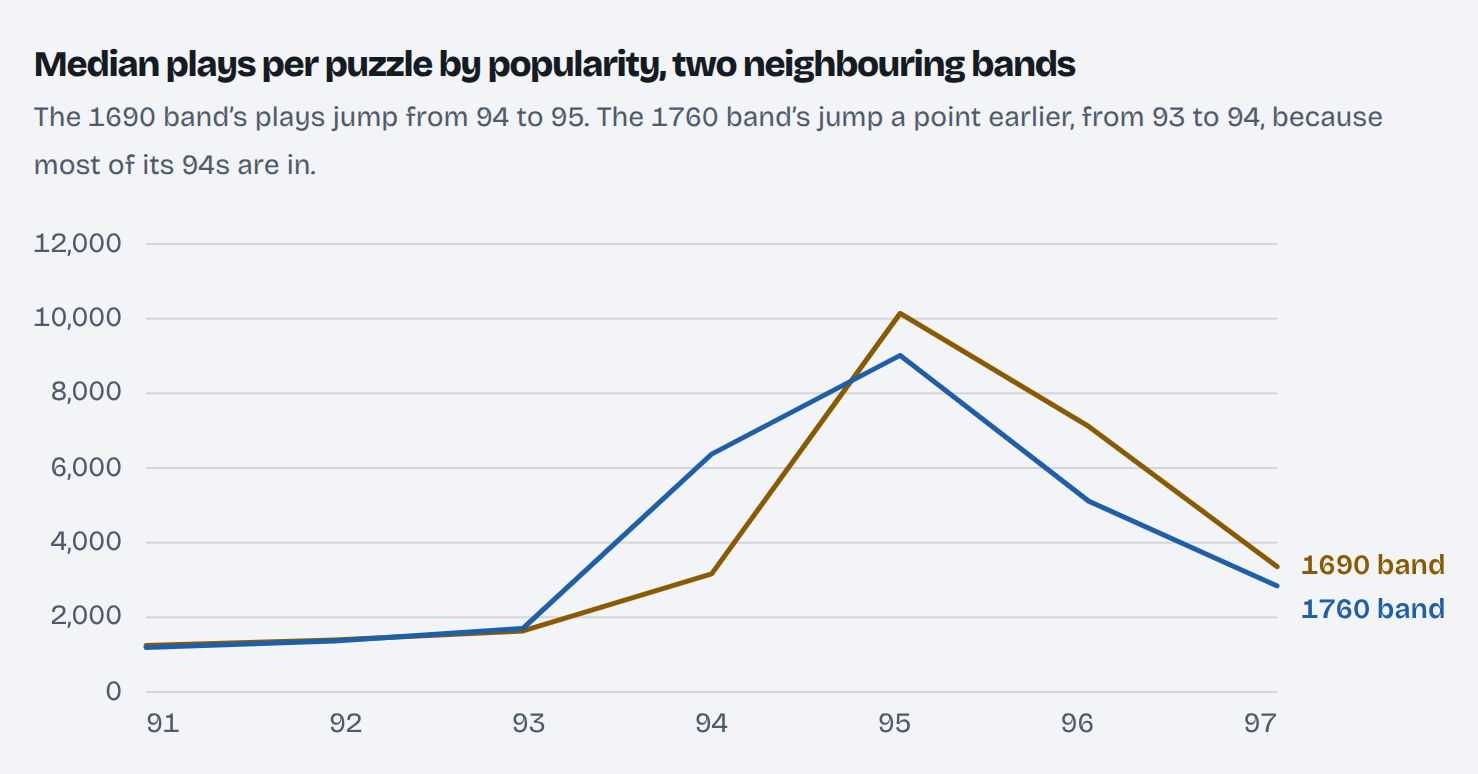 Median plays per puzzle by popularity, two neighbouring bands
The 1690 band’s plays jump from 94 to 95. The 1760 band’s jump a point earlier, from 93 to 94, because
most of its 94s are in.
12,000
10,000
8,000
6,000
4,000
2,000
0
1690 band
1760 band
91 92 93 94 95 96 97